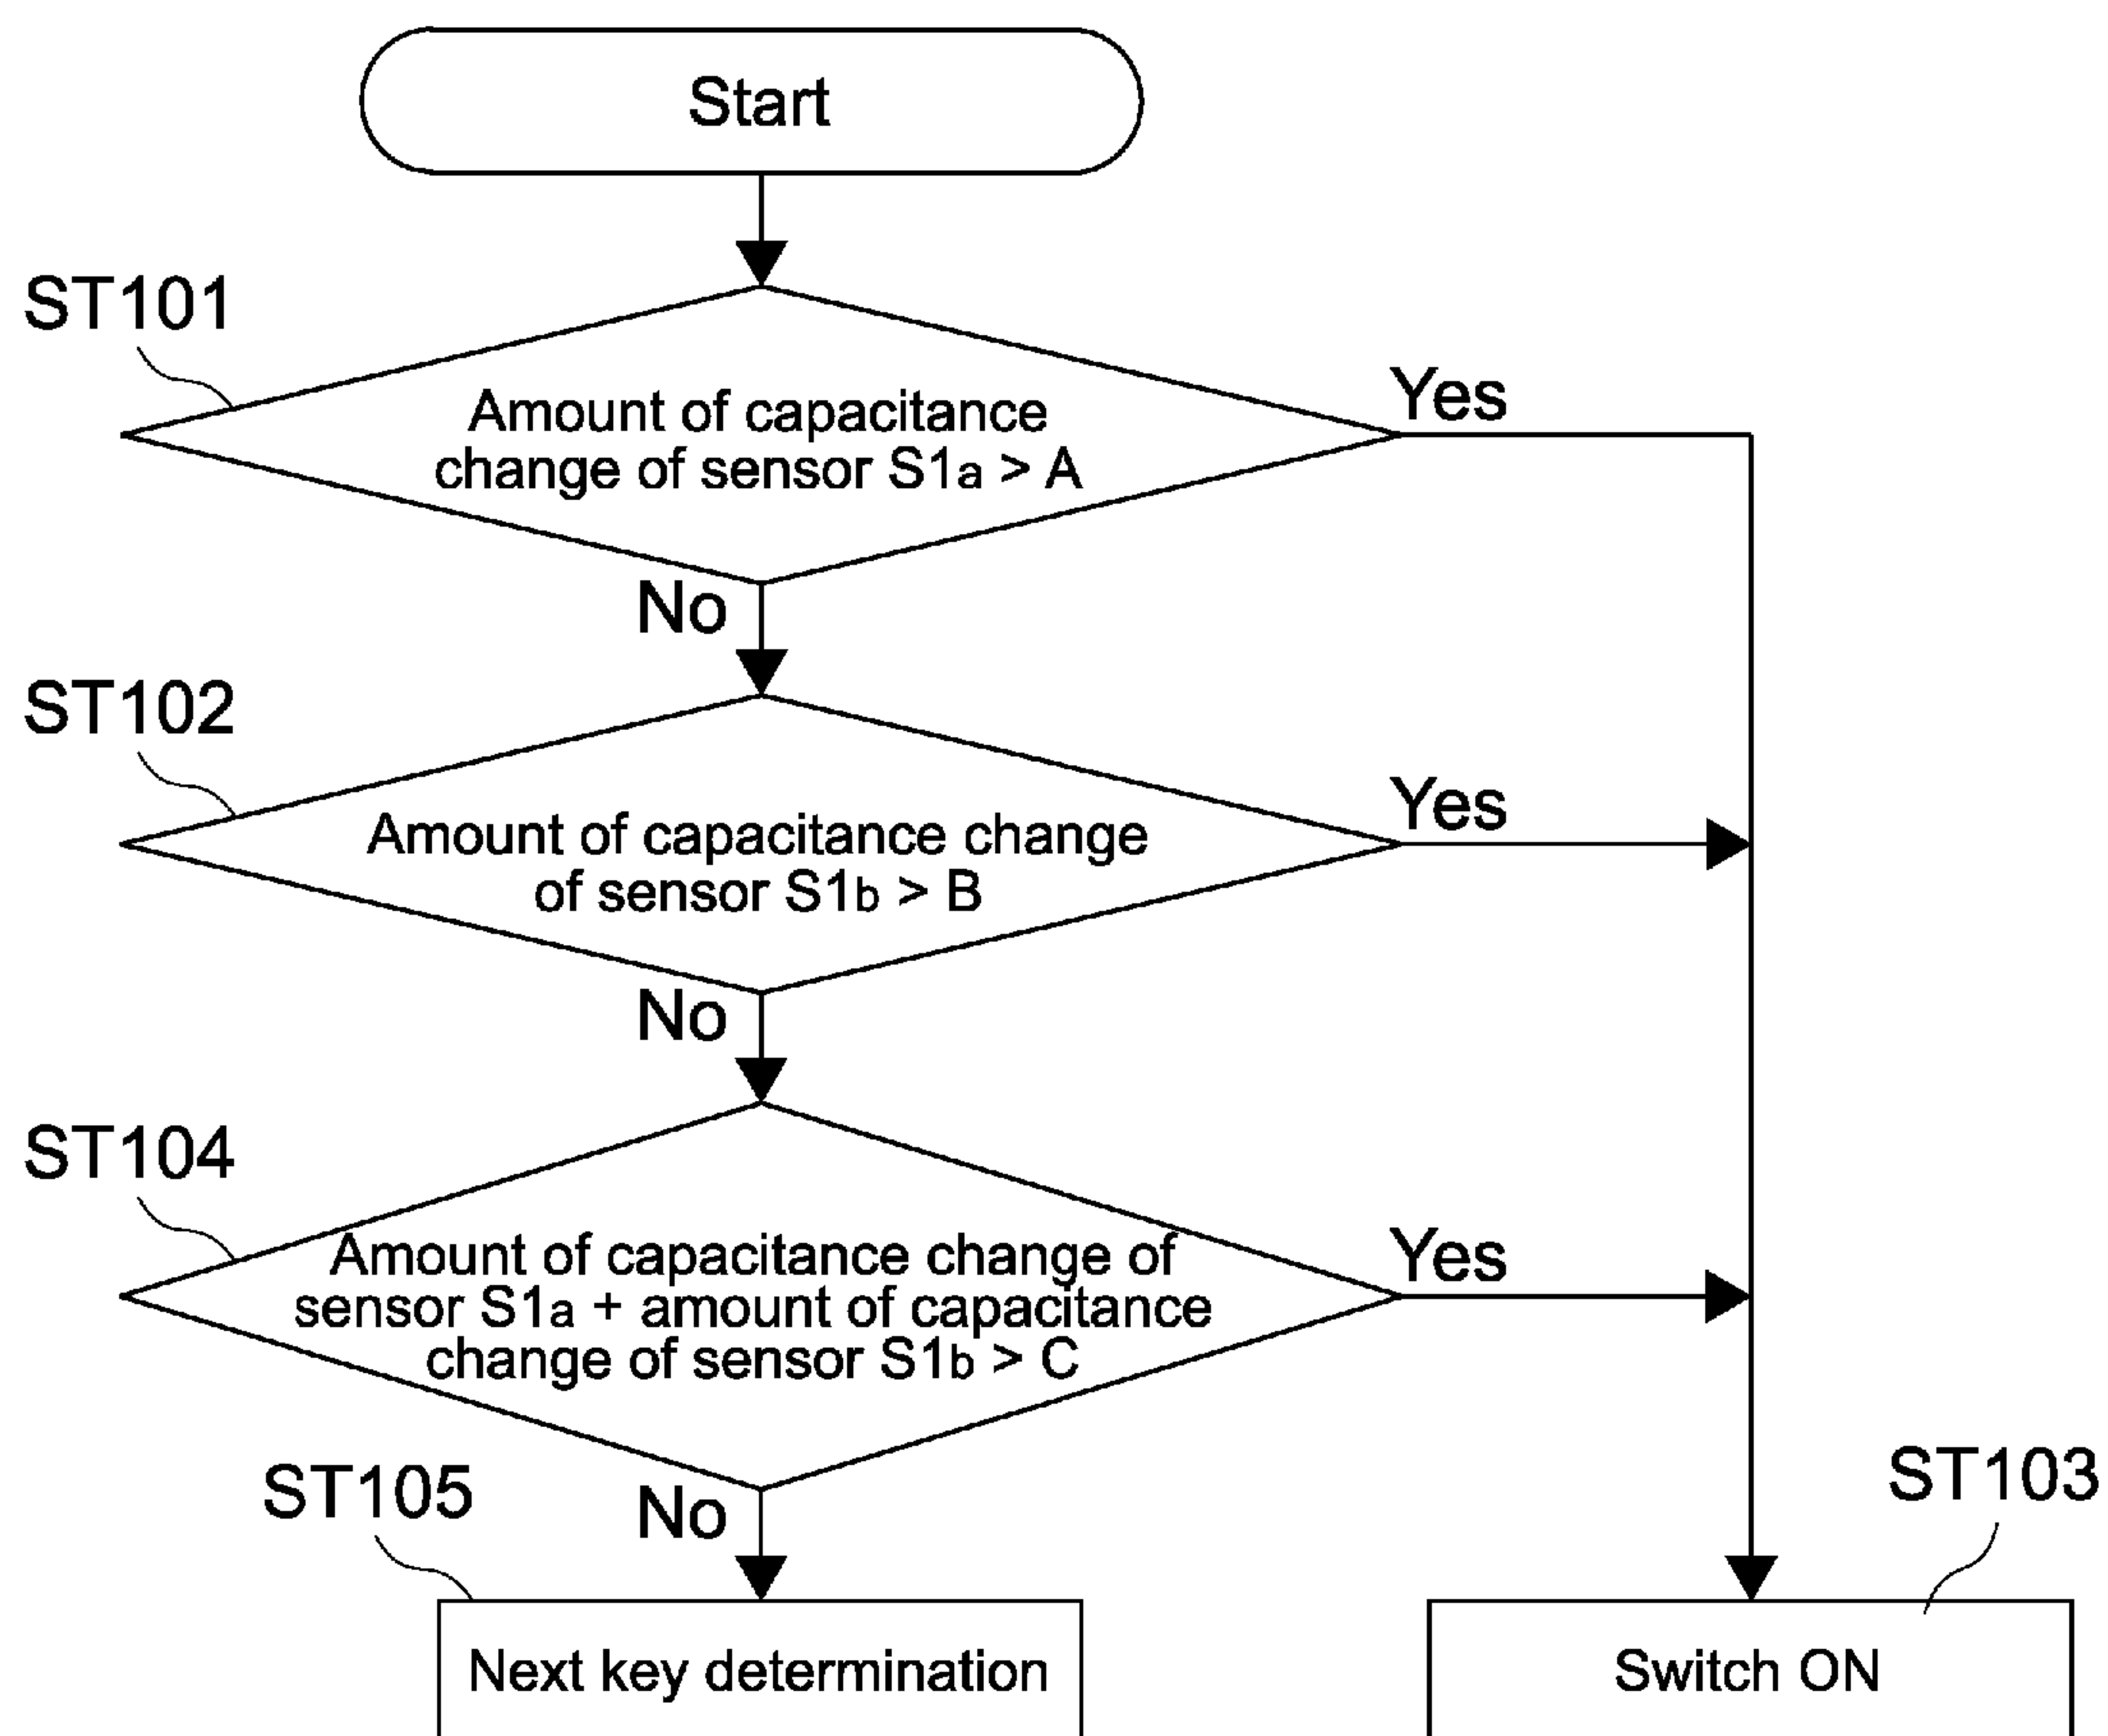 Start
ST101
Amount of capacitance
change of sensor S1a > A
Yes
No
ST102
Amount of capacitance change
of sensor S1b > B
Yes
No
ST104
Amount of capacitance change of
sensor S1a + amount of capacitance
change of sensor S1b > C
Yes
No
ST105
ST103
Next key determination
Switch ON